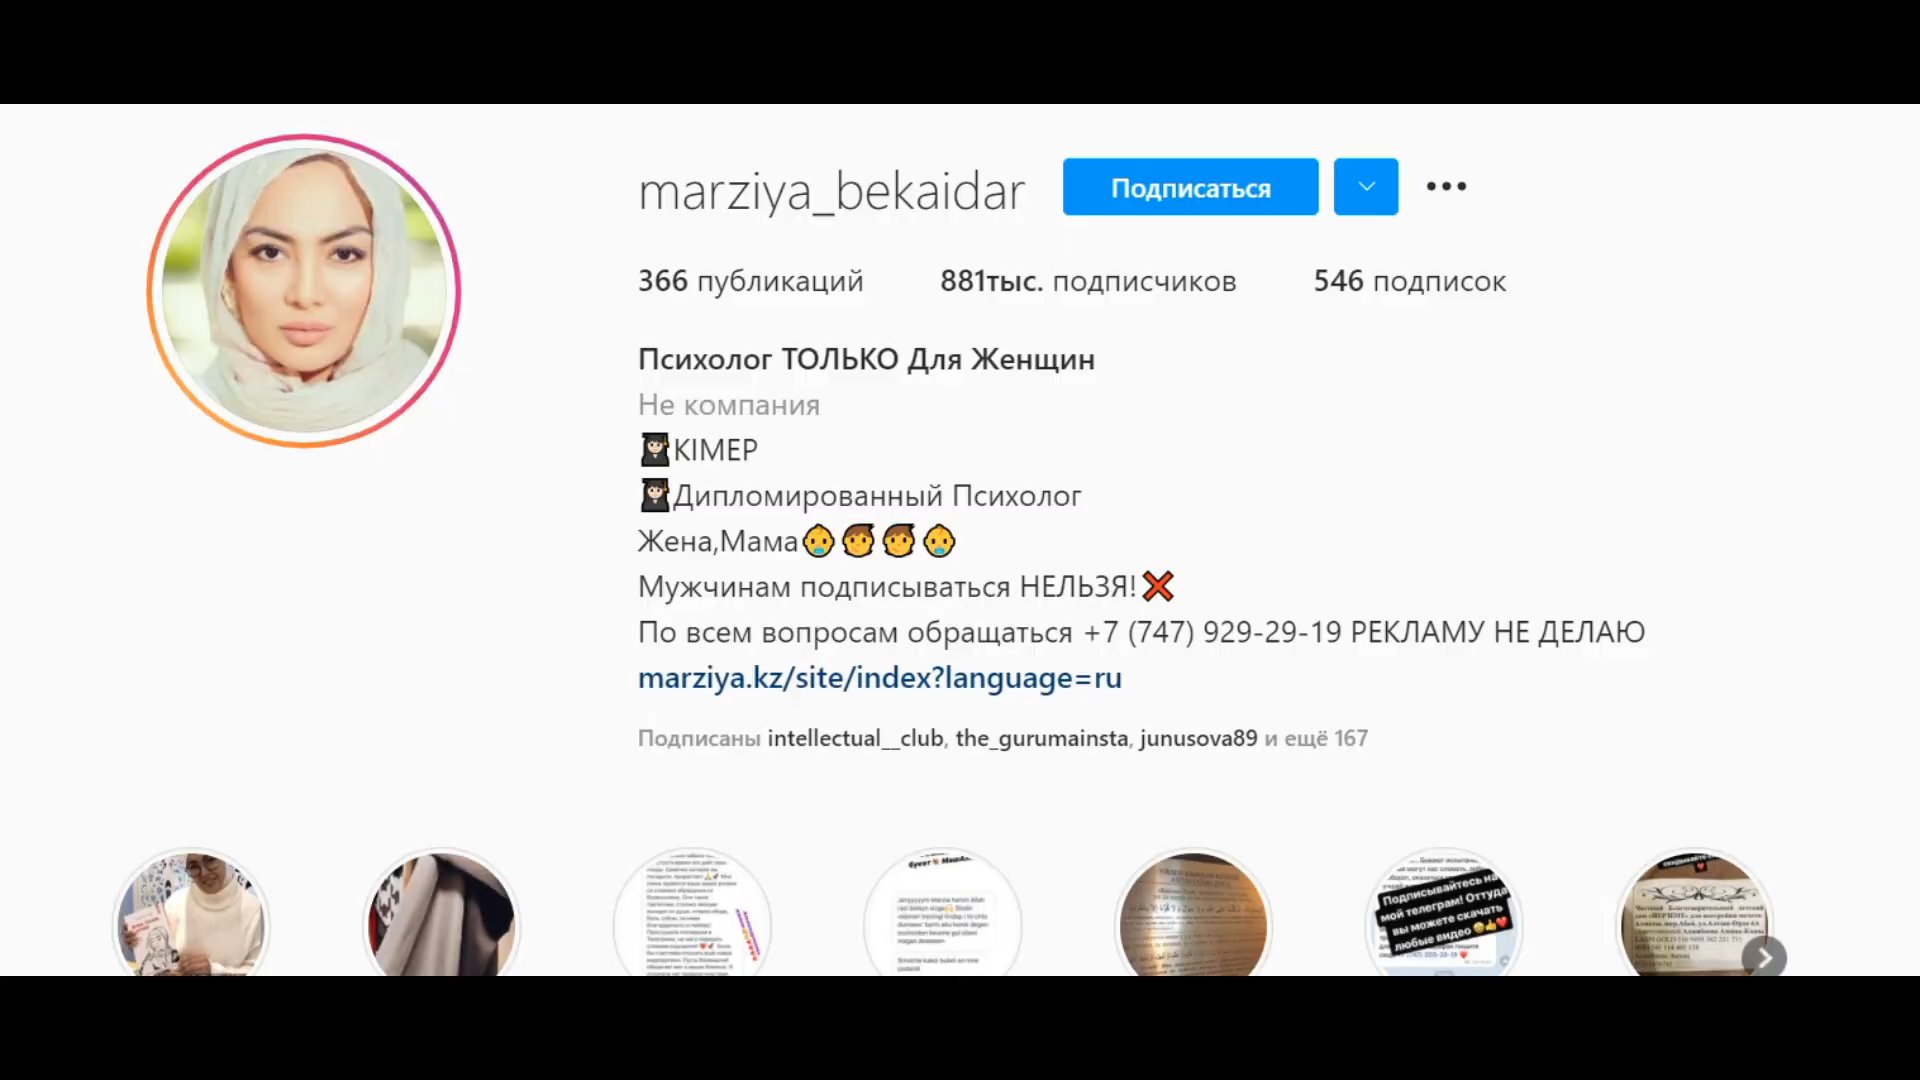 marziya_bekaidar
Подписаться
366 публикаций
881тыс. подписчиков
546 подписок
Психолог ТОЛЬКО Для Женщин
Не компания
👩🏻‍🎓КІМЕР
👩🏻‍🎓Дипломированный Психолог
Жена,Мама👶👦👦👶
Мужчинам подписываться НЕЛЬЗЯ!❌
По всем вопросам обращаться +7 (747) 929-29-19 РЕКЛАМУ НЕ ДЕЛАЮ
marziya.kz/site/index?language=ru
Подписаны intellectual__club, the_gurumainsta, junusova89 и ещё 167
Подписывайтесь на
мой телеграм! Оттуда
вы можете скачать
любые видео